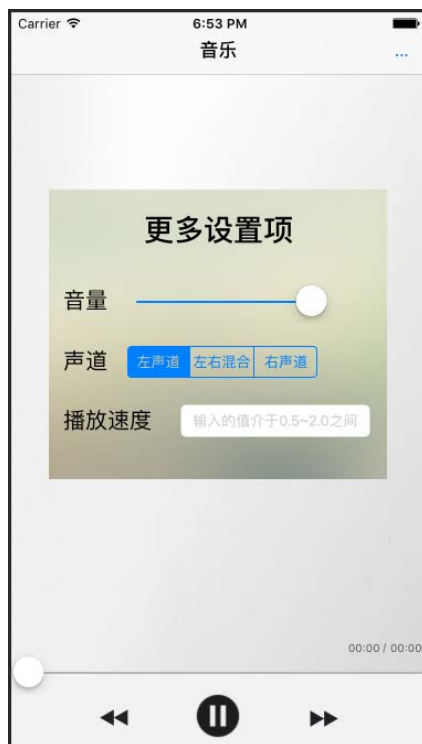 Carrier 6:53 PM
音乐 ...
更多设置项
音量
声道 左声道 左右混合 右声道
播放速度 输入的值介于0.5~2.0之间
00:00 / 00:00